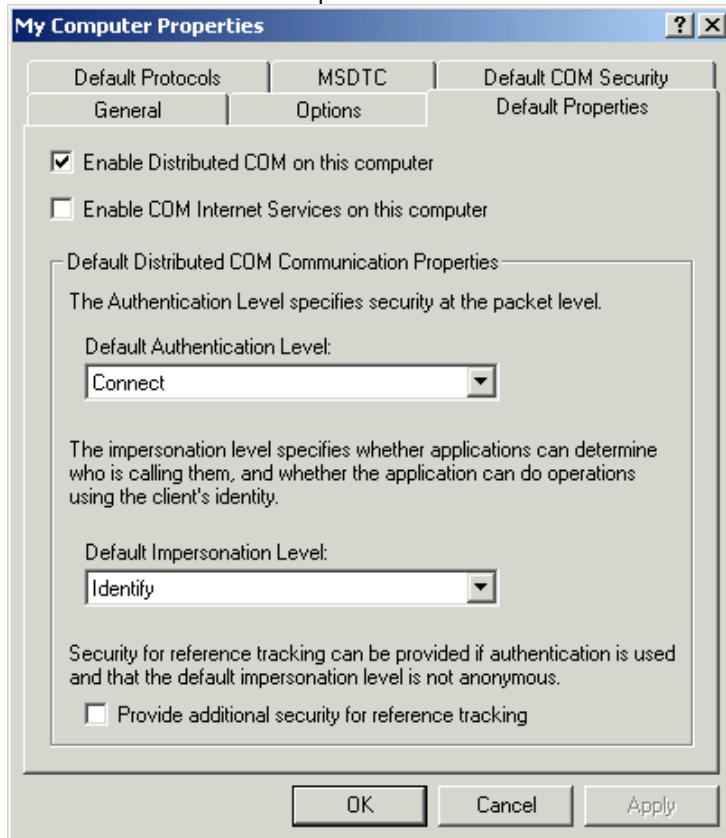 My Computer Properties
Default Protocols MSDTC Default COM Security
General Options Default Properties
Enable Distributed COM on this computer
Enable COM Internet Services on this computer
Default Distributed COM Communication Properties
The Authentication Level specifies security at the packet level.
Default Authentication Level:
Connect
The impersonation level specifies whether applications can determine
who is calling them, and whether the application can do operations
using the client's identity.
Default Impersonation Level:
Identify
Security for reference tracking can be provided if authentication is used
and that the default impersonation level is not anonymous.
Provide additional security for reference tracking
OK Cancel Apply